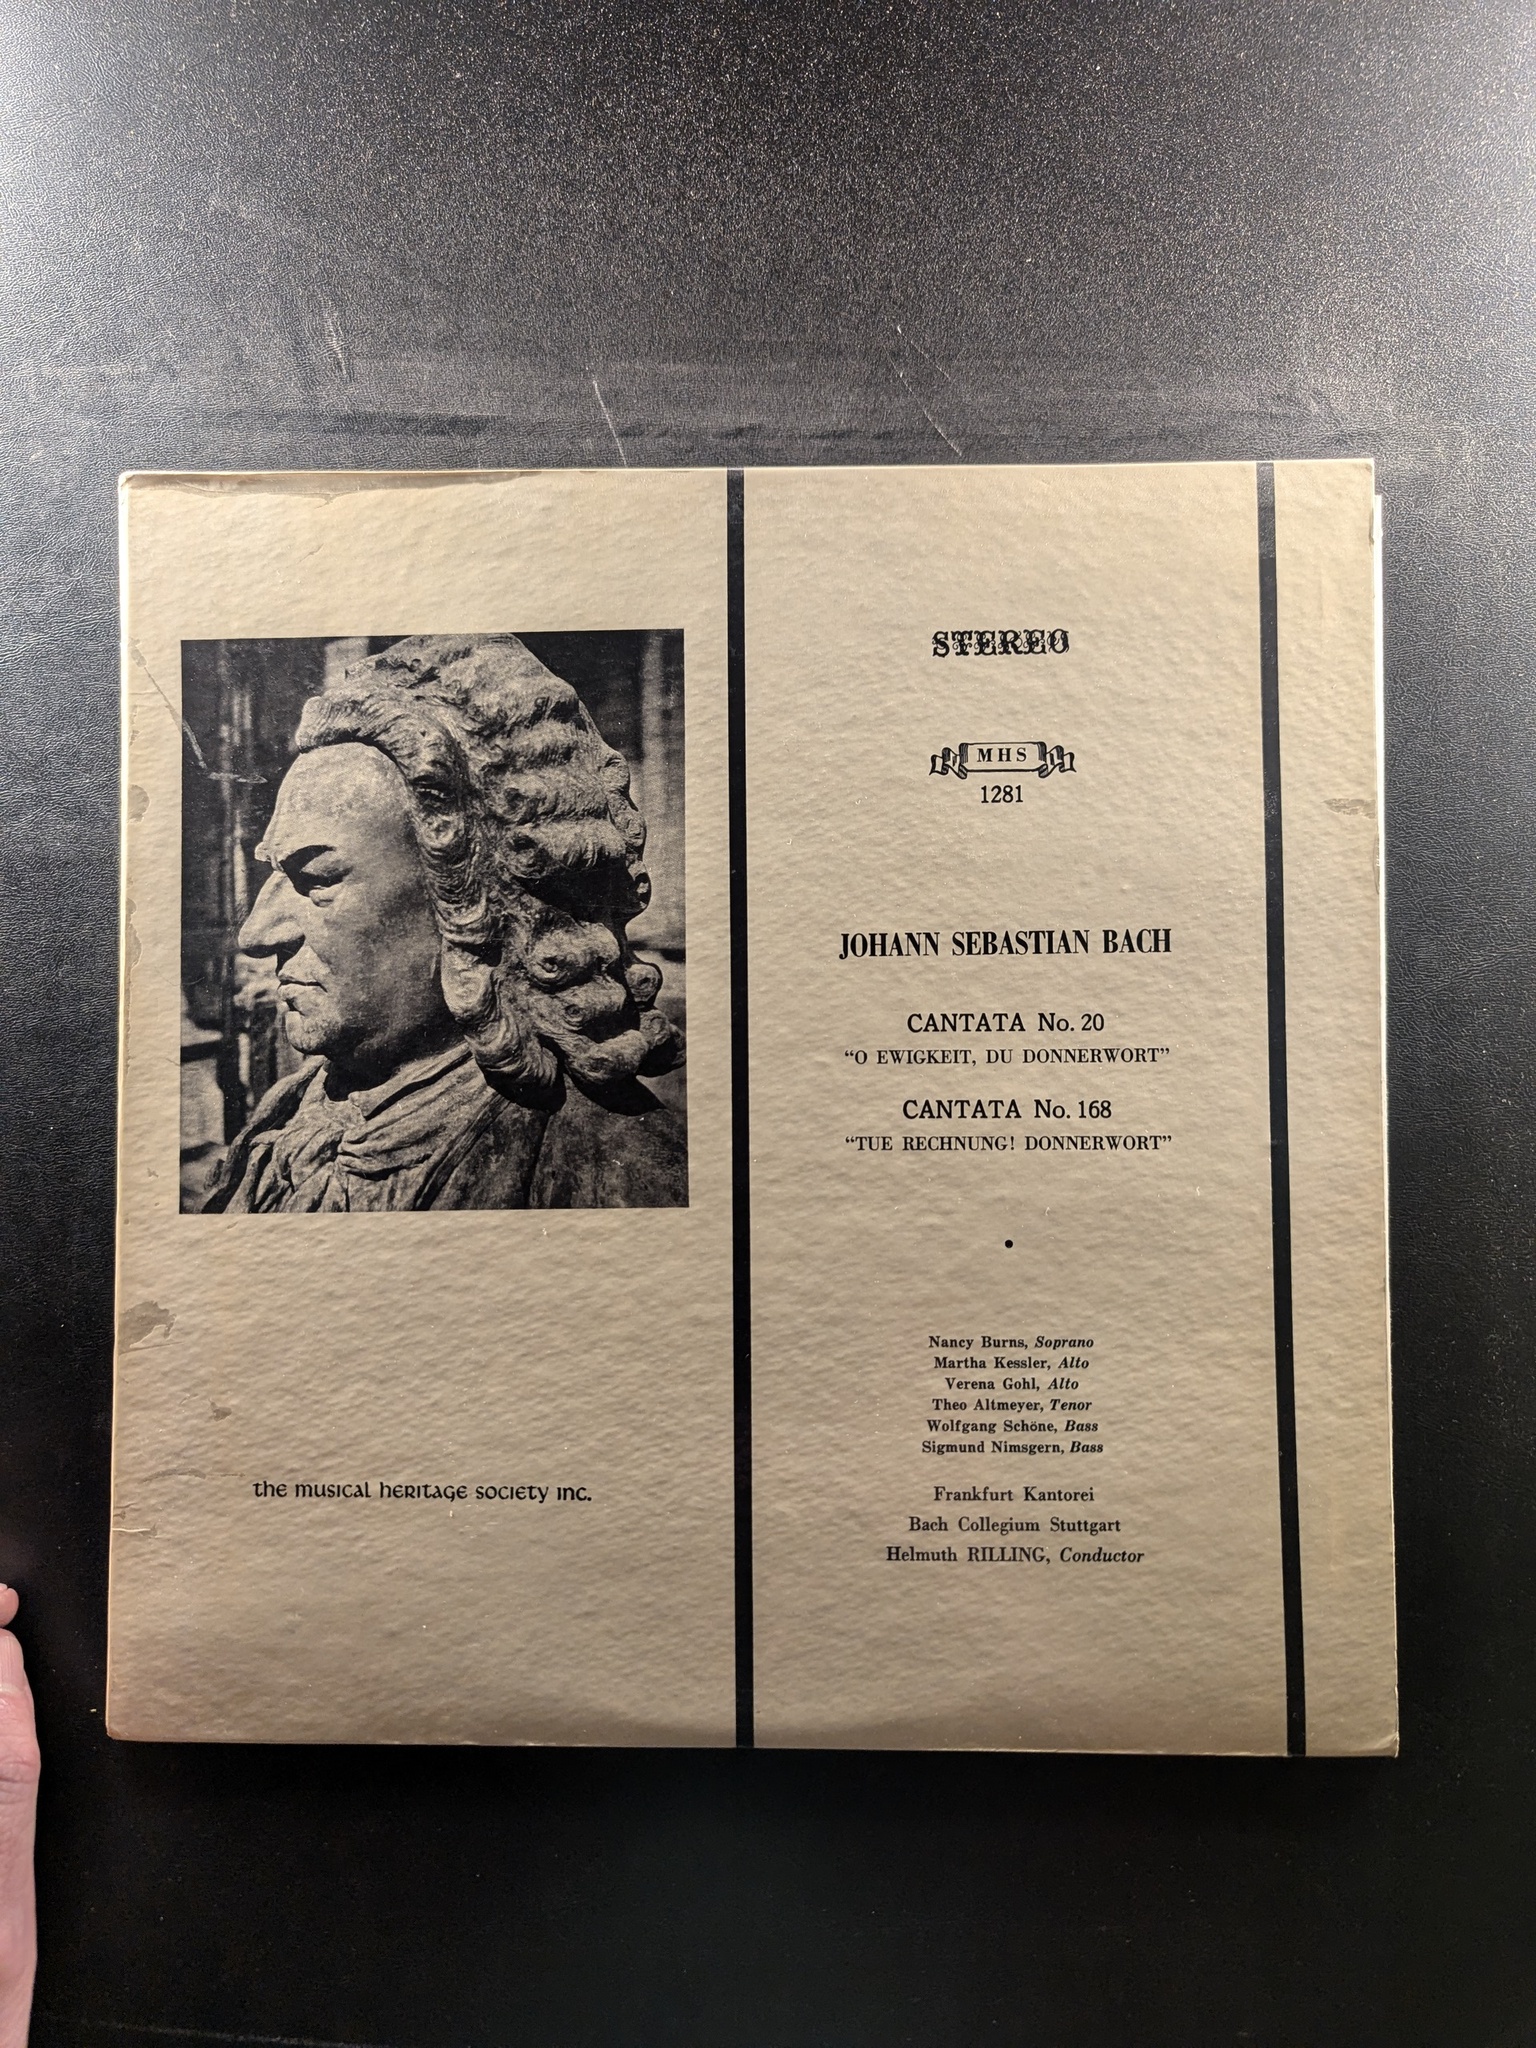 STEREO
MHS
1281
JOHANN SEBASTIAN BACH
CANTATA No. 20
“O EWIGKEIT, DU DONNERWORT”
CANTATA No. 168
“TUE RECHNUNG! DONNERWORT”
•
Nancy Burns, Soprano
Martha Kessler, Alto
Verena Gohl, Alto
Theo Altmeyer, Tenor
Wolfgang Schöne, Bass
Sigmund Nimsgern, Bass
Frankfurt Kantorei
Bach Collegium Stuttgart
Helmuth RILLING, Conductor
the musical heritage society inc.